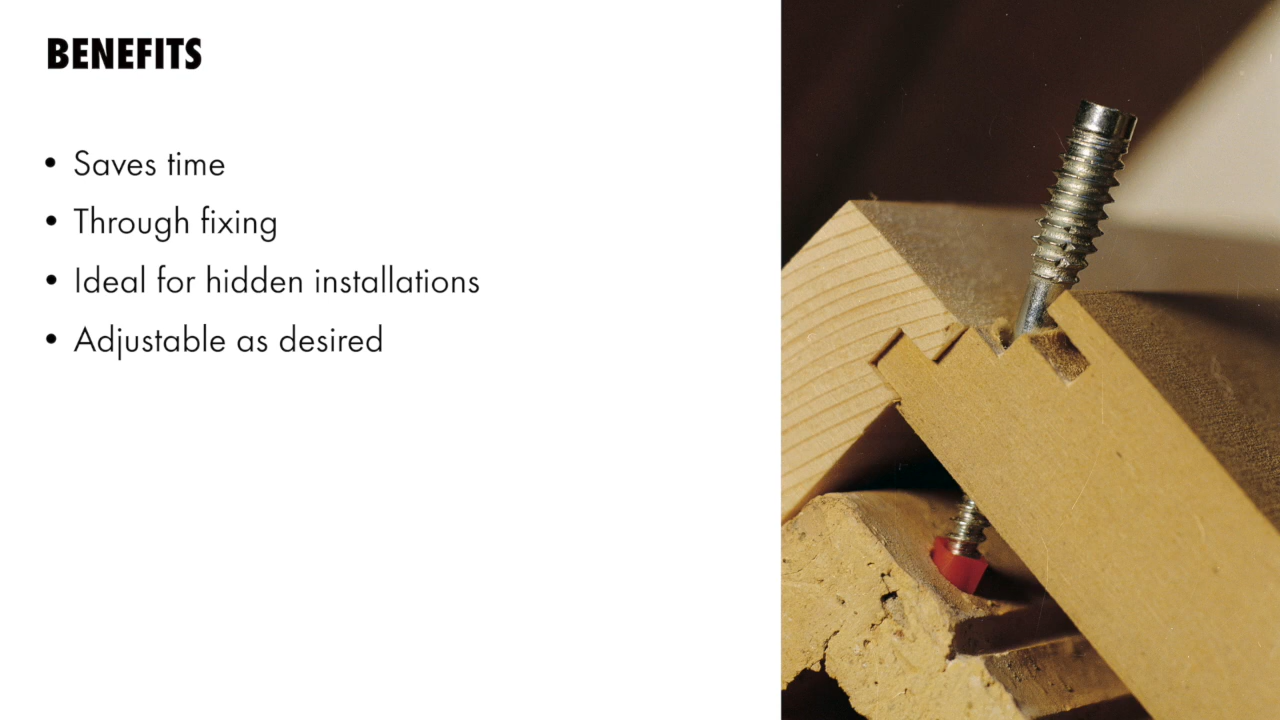 BENEFITS
• Saves time
• Through fixing
• Ideal for hidden installations
• Adjustable as desired